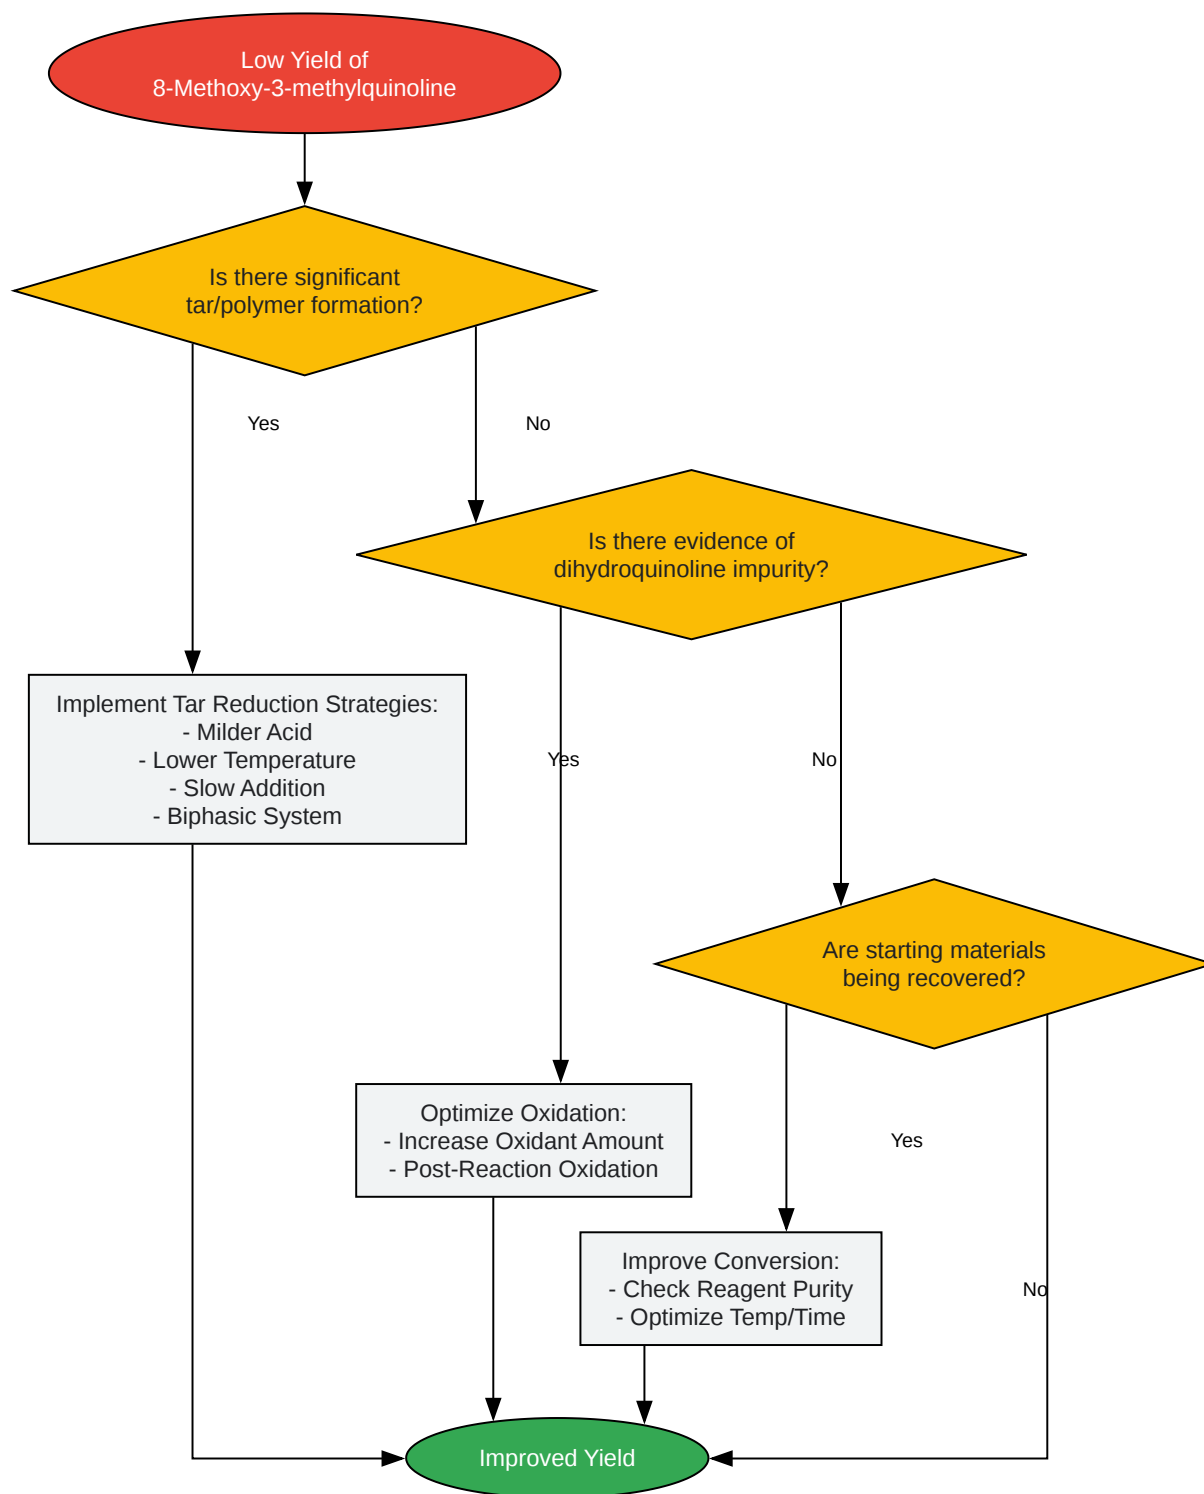 Low Yield of
8-Methoxy-3-methylquinoline
Is there significant
tar/polymer formation?
Yes
No
Is there evidence of
dihydroquinoline impurity?
Implement Tar Reduction Strategies:
- Milder Acid
- Lower Temperature
- Slow Addition
- Biphasic System
Yes
No
Are starting materials
being recovered?
Optimize Oxidation:
- Increase Oxidant Amount
- Post-Reaction Oxidation
Yes
Improve Conversion:
- Check Reagent Purity
- Optimize Temp/Time
No
Improved Yield